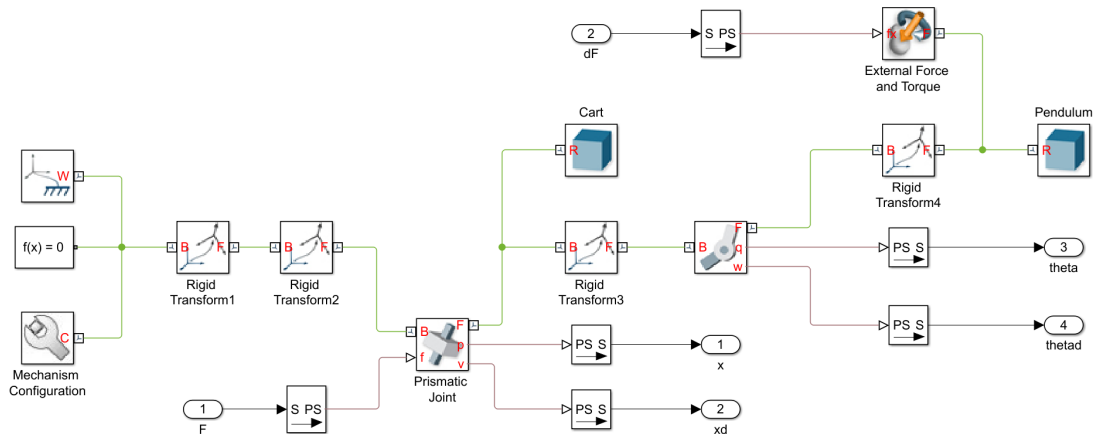 2
dF
S PS
fx
F
External Force
and Torque
Cart
R
Pendulum
R
B
F
Rigid
Transform4
W
f(x) = 0
C
Mechanism
Configuration
B
F
Rigid
Transform1
B
F
Rigid
Transform2
B
F
Rigid
Transform3
B
F
q
w
PS S
3
theta
PS S
4
thetad
B
F
f
p
v
Prismatic
Joint
PS S
1
x
1
F
S PS
PS S
2
xd